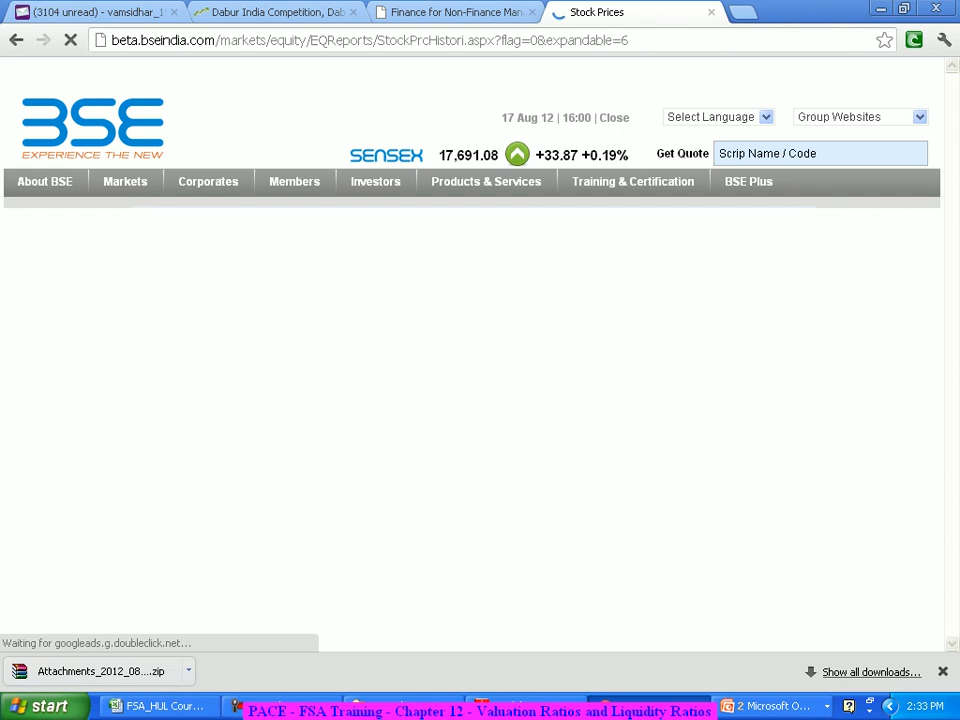 (3104 unread) - vamsidhar_1
Dabur India Competition, Dab
Finance for Non-Finance Man
Stock Prices
beta.bseindia.com/markets/equity/EQReports/StockPrcHistori.aspx?flag=0&expandable=6
BSE
EXPERIENCE THE NEW
17 Aug 12 | 16:00 | Close
Select Language
Group Websites
SENSEX 17,691.08 +33.87 +0.19%
Get Quote Scrip Name / Code
About BSE Markets Corporates Members Investors Products & Services Training & Certification BSE Plus
Waiting for googleads.g.doubleclick.net...
Attachments_2012_08....zip
Show all downloads...
start
FSA_HUL Cour...
PACE - FSA Training - Chapter 12 - Valuation Ratios and Liquidity Ratios
2 Microsoft O...
2:33 PM